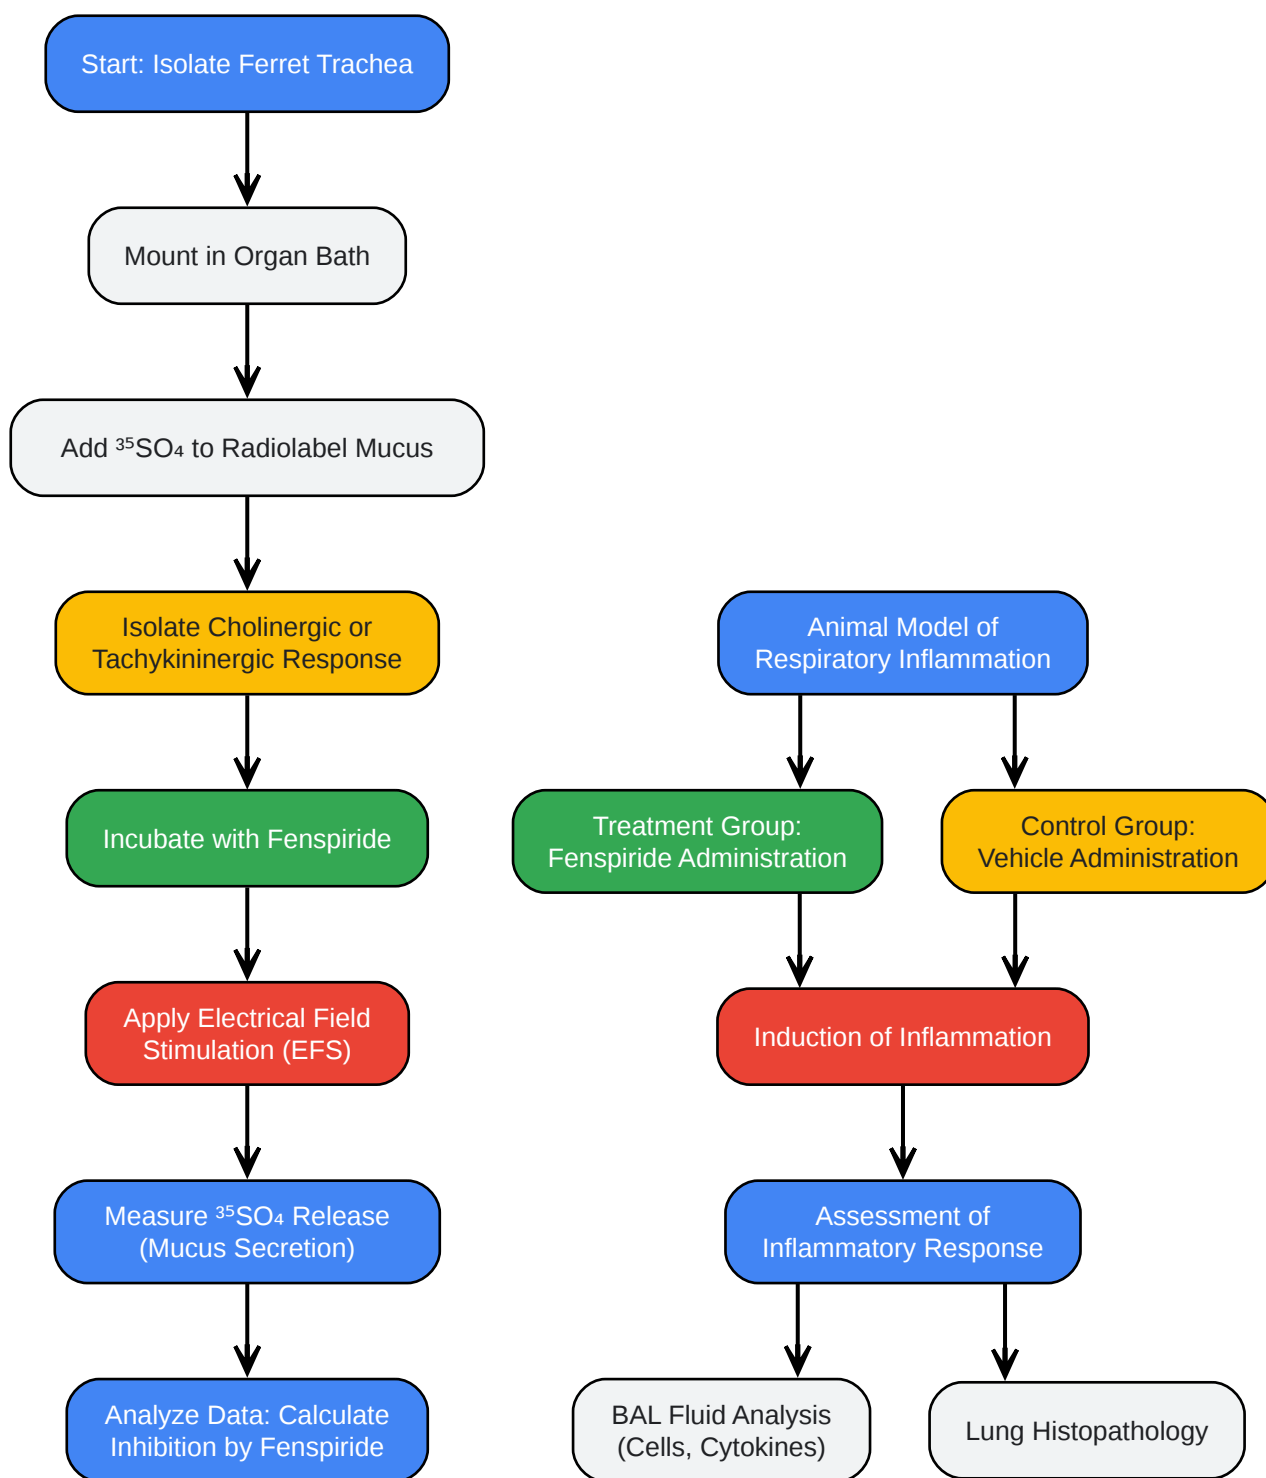 Start: Isolate Ferret Trachea
Mount in Organ Bath
Add ³⁵SO₄ to Radiolabel Mucus
Isolate Cholinergic or
Tachykininergic Response
Incubate with Fenspiride
Apply Electrical Field
Stimulation (EFS)
Measure ³⁵SO₄ Release
(Mucus Secretion)
Analyze Data: Calculate
Inhibition by Fenspiride
Animal Model of
Respiratory Inflammation
Treatment Group:
Fenspiride Administration
Control Group:
Vehicle Administration
Induction of Inflammation
Assessment of
Inflammatory Response
BAL Fluid Analysis
(Cells, Cytokines)
Lung Histopathology